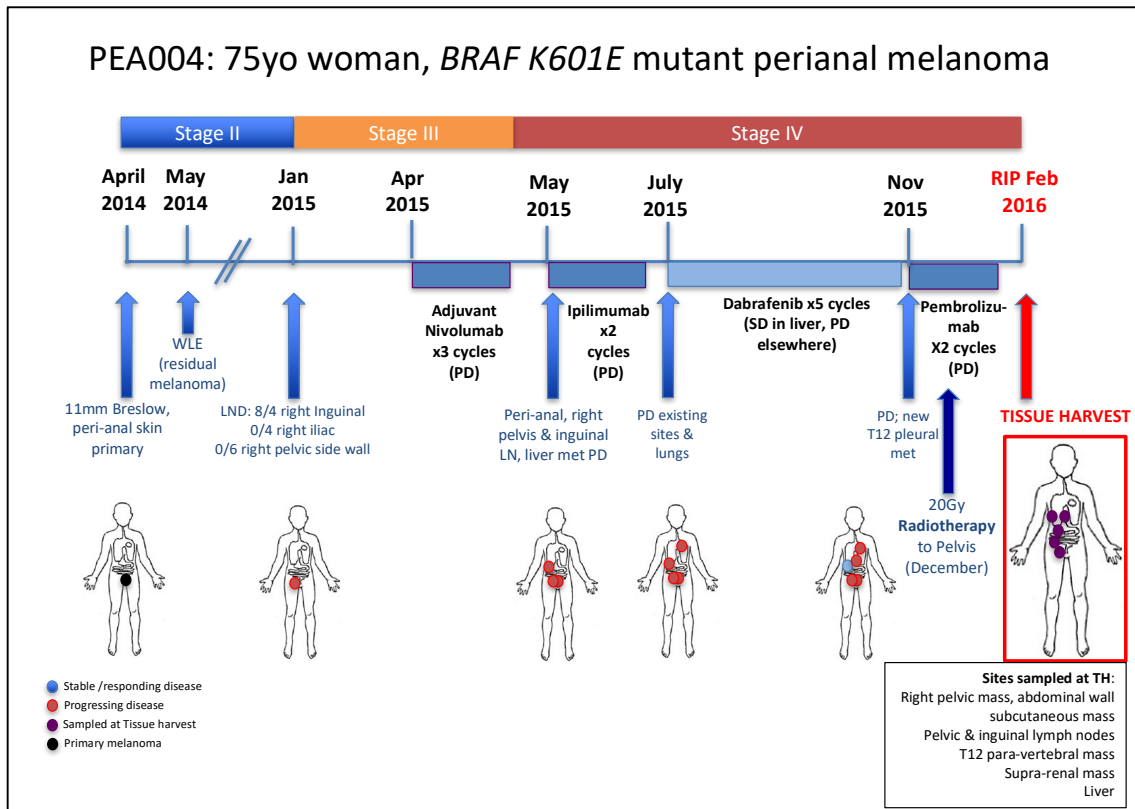 PEA004: 75yo woman, BRAF K601E mutant perianal melanoma
Stage II
Stage III
Stage IV
April
2014
May
2014
Jan
2015
Apr
2015
May
2015
July
2015
Nov
2015
RIP Feb
2016
11mm Breslow,
peri-anal skin
primary
WLE
(residual
melanoma)
LND: 8/4 right Inguinal
0/4 right iliac
0/6 right pelvic side wall
Adjuvant
Nivolumab
x3 cycles
(PD)
Peri-anal, right
pelvis & inguinal
LN, liver met PD
Ipilimumab
x2
cycles
(PD)
PD existing
sites &
lungs
Dabrafenib x5 cycles
(SD in liver, PD
elsewhere)
PD; new
T12 pleural
met
Pembrolizu-
mab
X2 cycles
(PD)
20Gy
Radiotherapy
to Pelvis
(December)
TISSUE HARVEST
Stable /responding disease
Progressing disease
Sampled at Tissue harvest
Primary melanoma
Sites sampled at TH:
Right pelvic mass, abdominal wall
subcutaneous mass
Pelvic & inguinal lymph nodes
T12 para-vertebral mass
Supra-renal mass
Liver